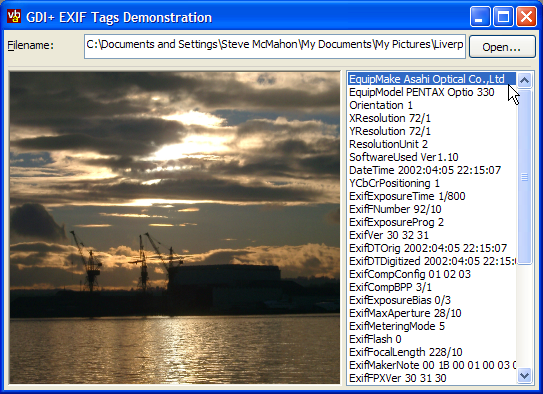 vb
GDI+ EXIF Tags Demonstration
Filename:
C:\Documents and Settings\Steve McMahon\My Documents\My Pictures\Liverp
Open...
EquipMake Asahi Optical Co.,Ltd
EquipModel PENTAX Optio 330
Orientation 1
XResolution 72/1
YResolution 72/1
ResolutionUnit 2
SoftwareUsed Ver1.10
DateTime 2002:04:05 22:15:07
YCbCrPositioning 1
ExifExposureTime 1/800
ExifFNumber 92/10
ExifExposureProg 2
ExifVer 30 32 31
ExifDTOrig 2002:04:05 22:15:07
ExifDTDigitized 2002:04:05 22:15:0
ExifCompConfig 01 02 03
ExifCompBPP 3/1
ExifExposureBias 0/3
ExifMaxAperture 28/10
ExifMeteringMode 5
ExifFlash 0
ExifFocalLength 228/10
ExifMakerNote 00 1B 00 01 00 03 0
ExifFPXVer 30 31 30